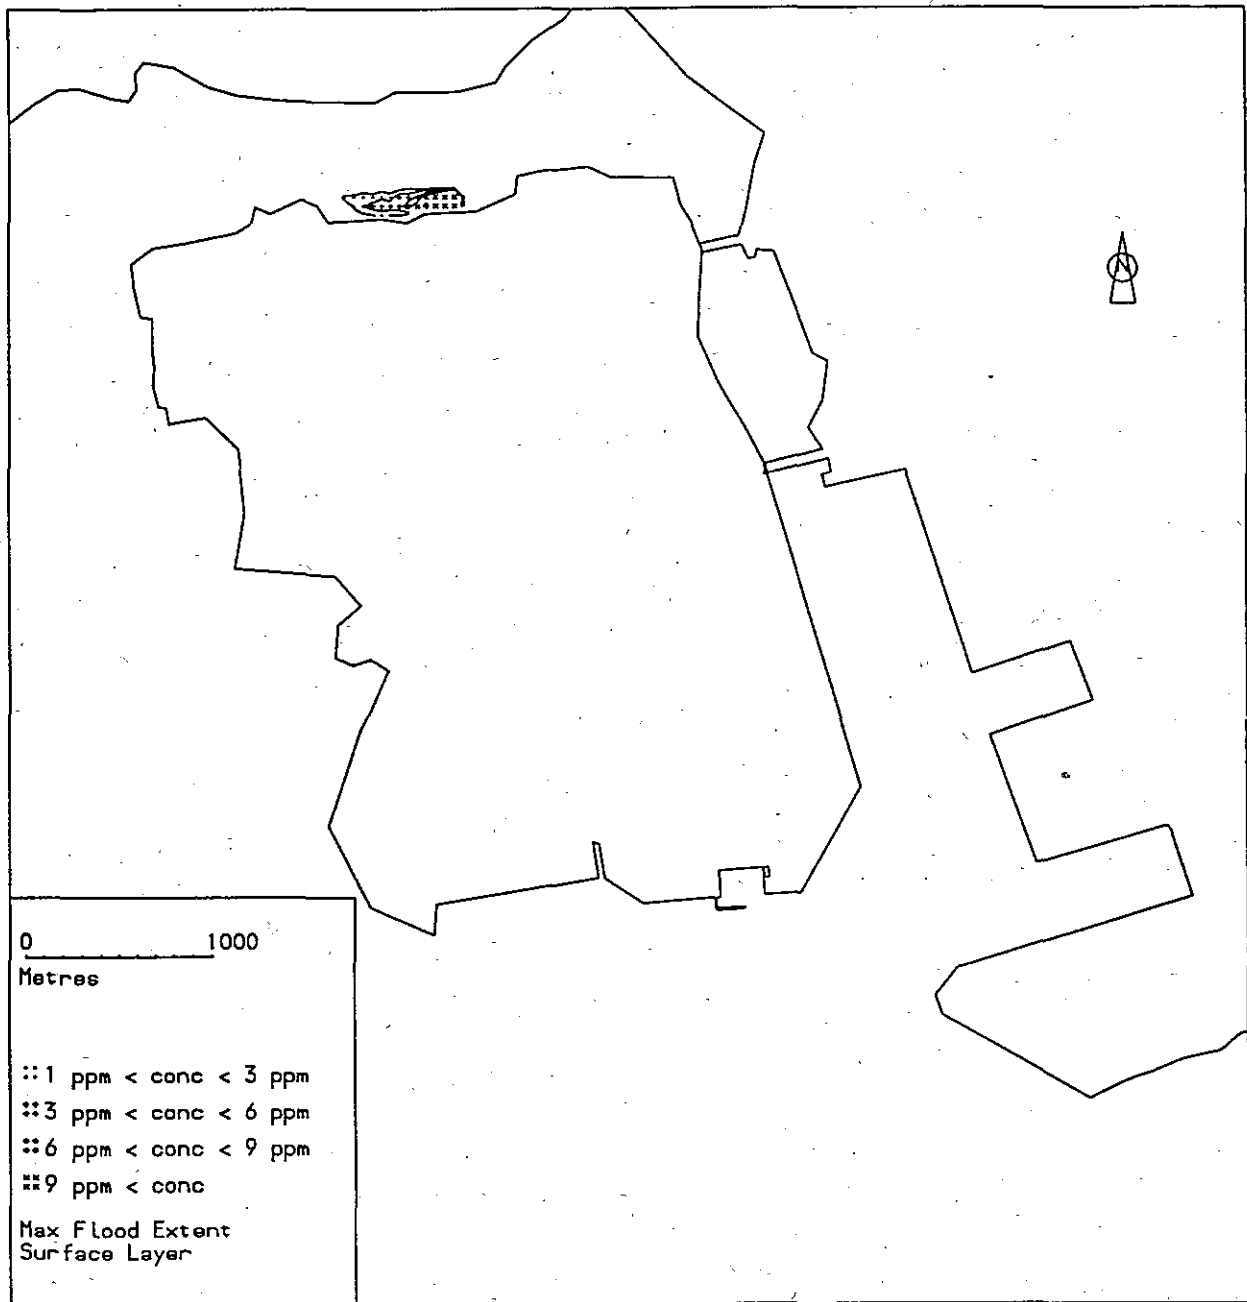 N
0 1000
Metres
1 ppm < conc < 3 ppm
3 ppm < conc < 6 ppm
6 ppm < conc < 9 ppm
9 ppm < conc
Max Flood Extent
Surface Layer